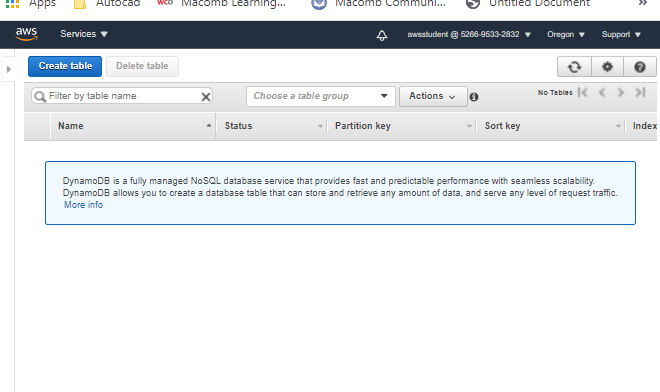 Apps Autocad wco Macomb Learning... Macomb Communi... Untitled Document »
aws Services awsstudent @ 5266-9533-2832 Oregon Support
Create table Delete table
Filter by table name Choose a table group Actions No Tables
Name Status Partition key Sort key Index
DynamoDB is a fully managed NoSQL database service that provides fast and predictable performance with seamless scalability.
DynamoDB allows you to create a database table that can store and retrieve any amount of data, and serve any level of request traffic.
More info